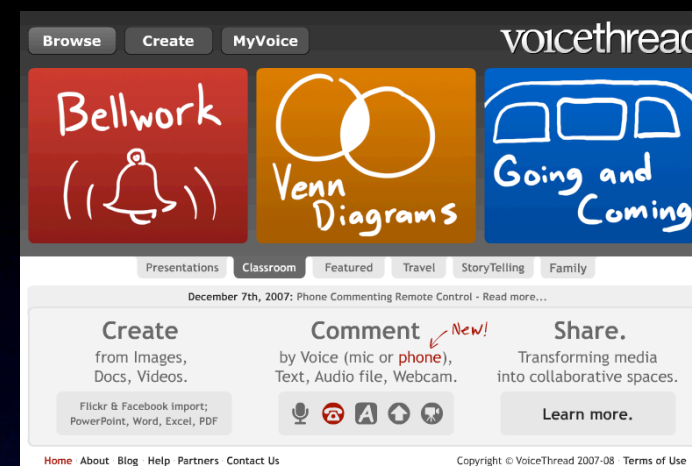 Browse Create MyVoice
voicethread
Bellwork
Venn
Diagrams
Going and
Coming
Presentations Classroom Featured Travel StoryTelling Family
December 7th, 2007: Phone Commenting Remote Control - Read more...
Create
from Images,
Docs, Videos.
Flickr & Facebook import;
PowerPoint, Word, Excel, PDF
Comment New!
by Voice (mic or phone),
Text, Audio file, Webcam.
A
Share.
Transforming media
into collaborative spaces.
Learn more.
Home About Blog Help Partners Contact Us
Copyright © VoiceThread 2007-08 Terms of Use